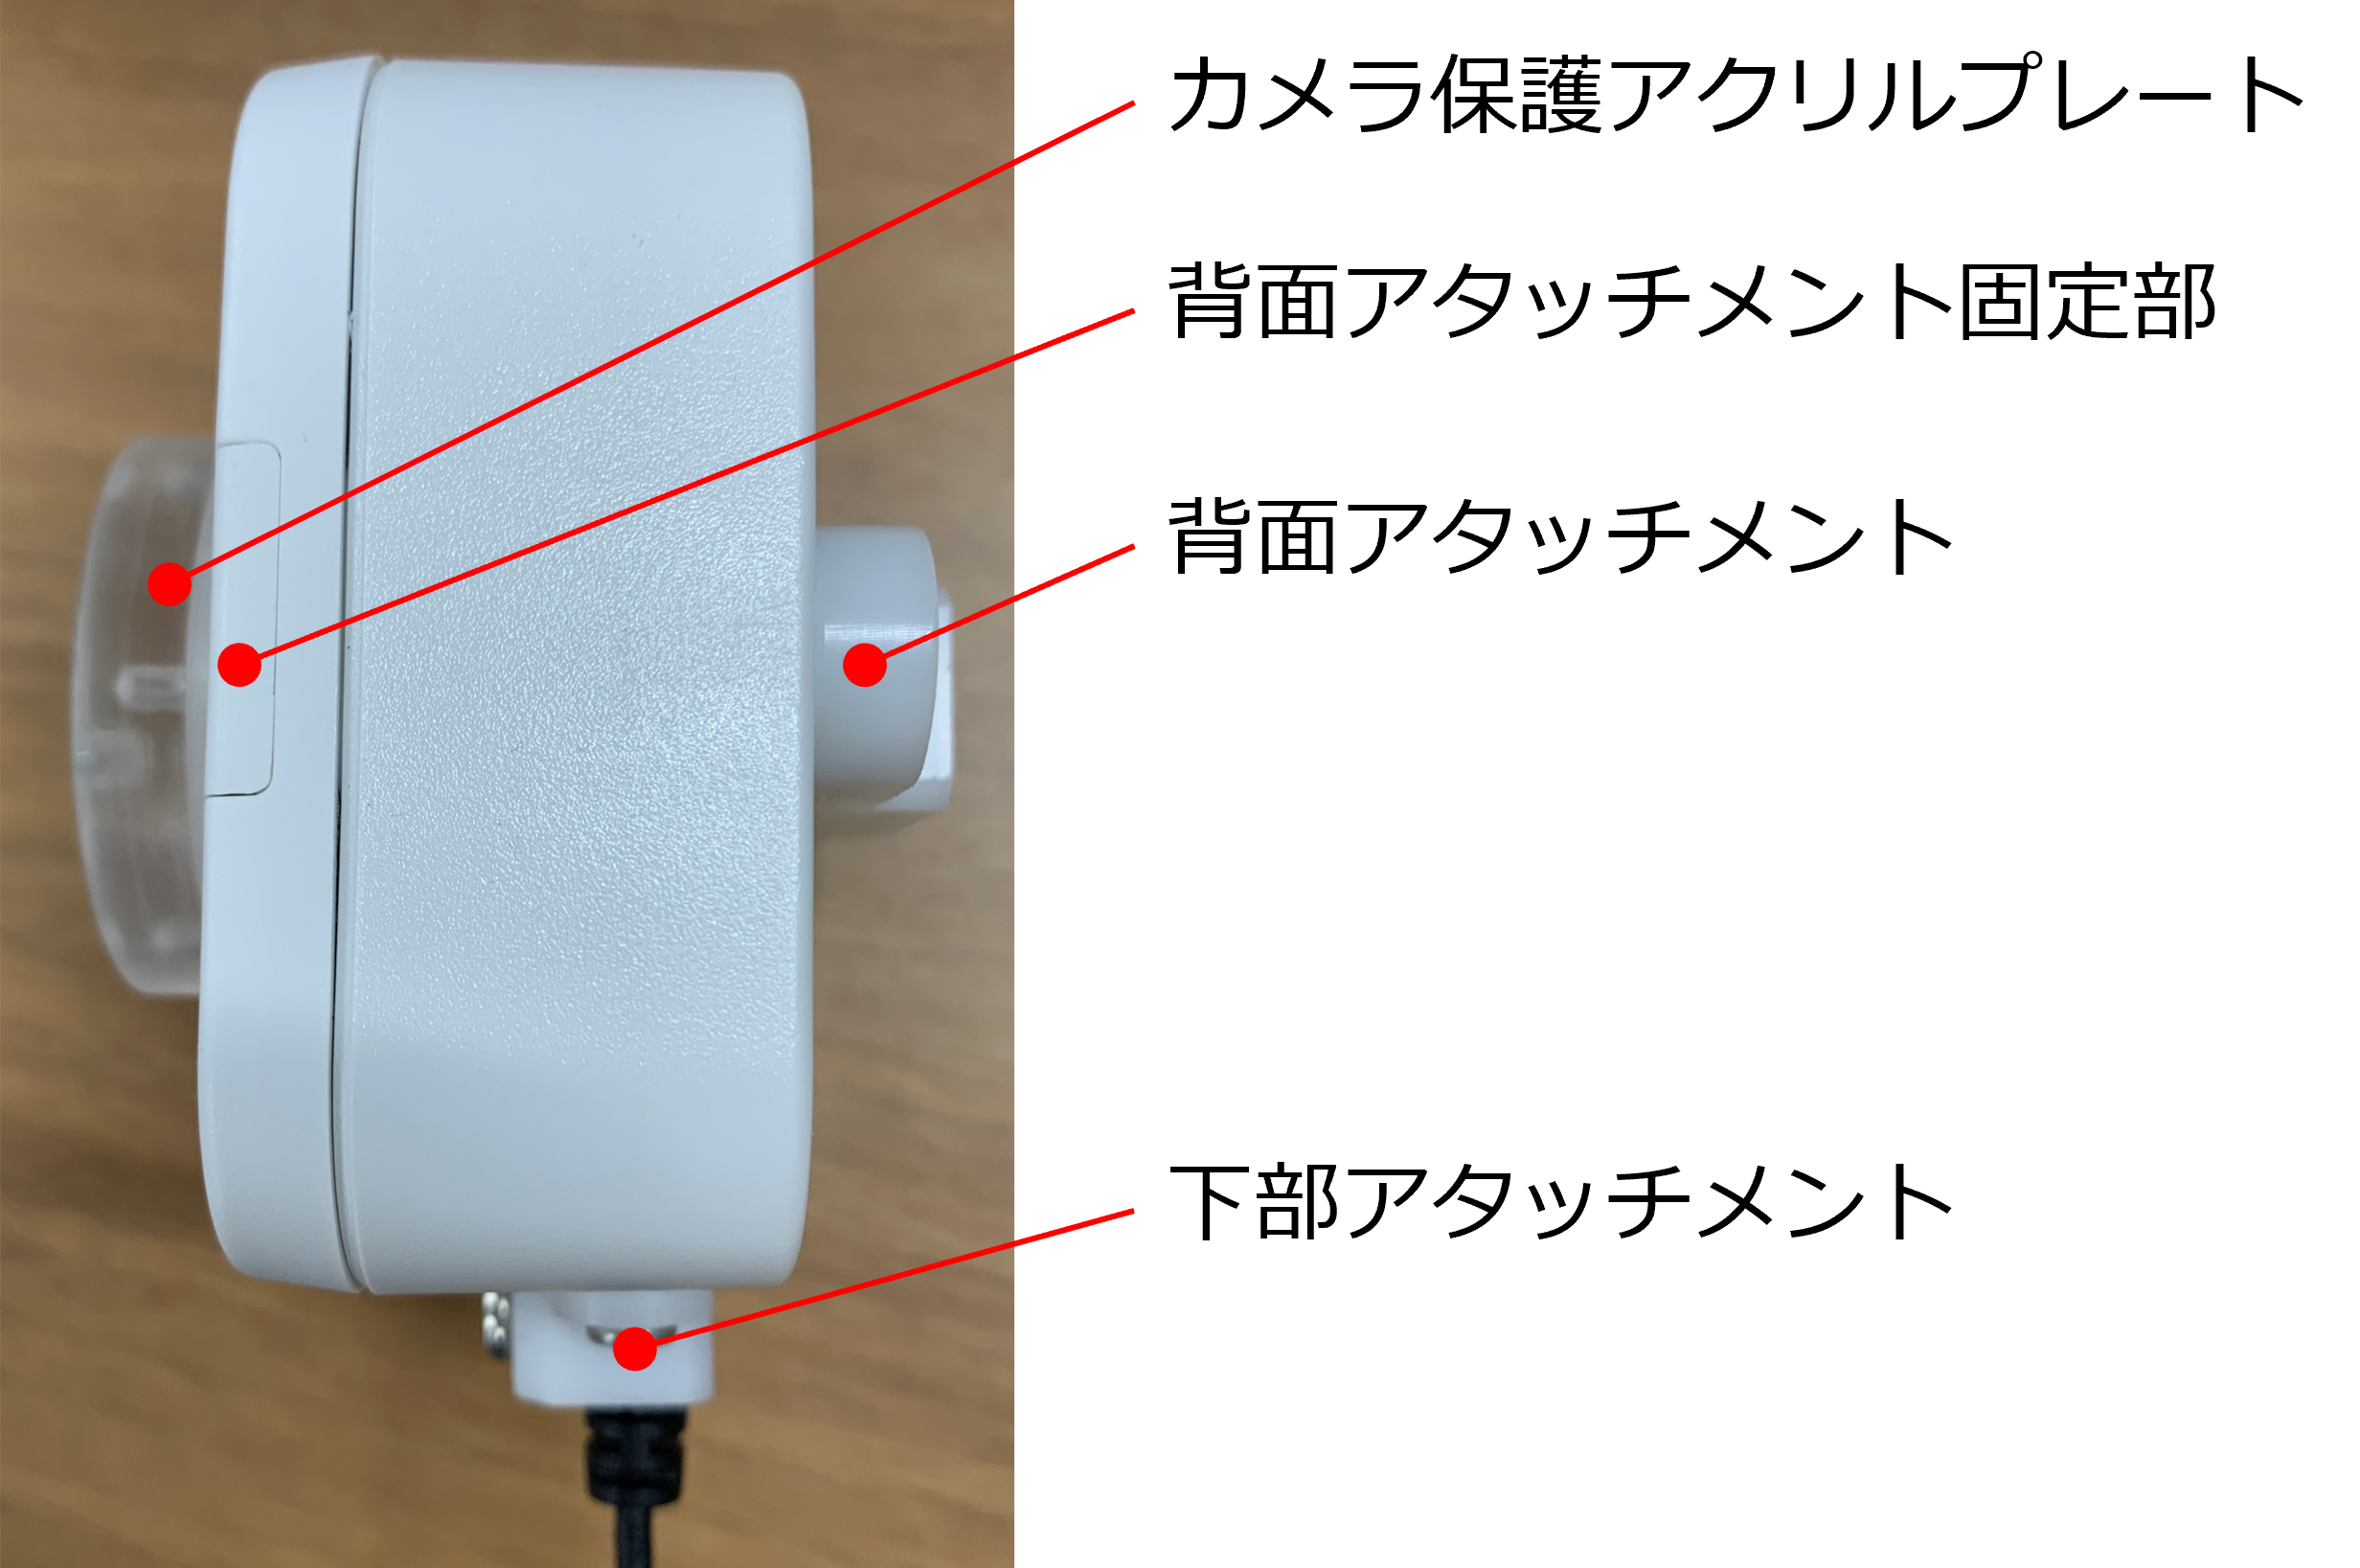 カメラ保護アクリルプレート
背面アタッチメント固定部
背面アタッチメント
下部アタッチメント